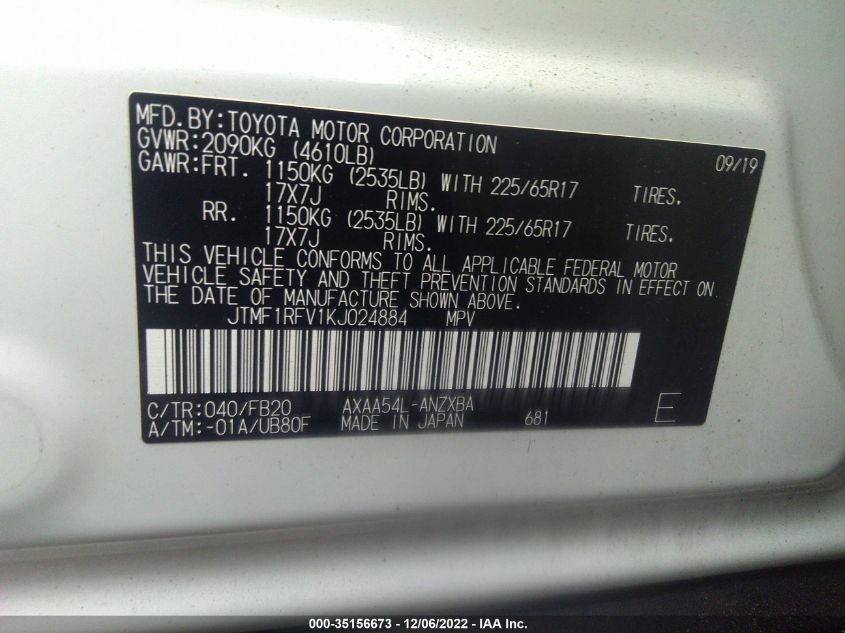 MFD.BY:TOYOTA MOTOR CORPORATION 09/19
GVWR:2090KG (4610LB)
GAWR:FRT. 1150KG (2535LB) WITH 225/65R17 TIRES.
17X7J RIMS.
RR. 1150KG (2535LB) WITH 225/65R17 TIRES.
17X7J RIMS.
THIS VEHICLE CONFORMS TO ALL APPLICABLE FEDERAL MOTOR
VEHICLE SAFETY AND THEFT PREVENTION STANDARDS IN EFFECT ON
THE DATE OF MANUFACTURE SHOWN ABOVE.
JTMF1RFV1KJ024884 MPV
C/TR:040/FB20 AXAA54L-ANZXBA E
A/TM:-01A/UB80F MADE IN JAPAN 681
000-35156673 - 12/06/2022 - IAA Inc.